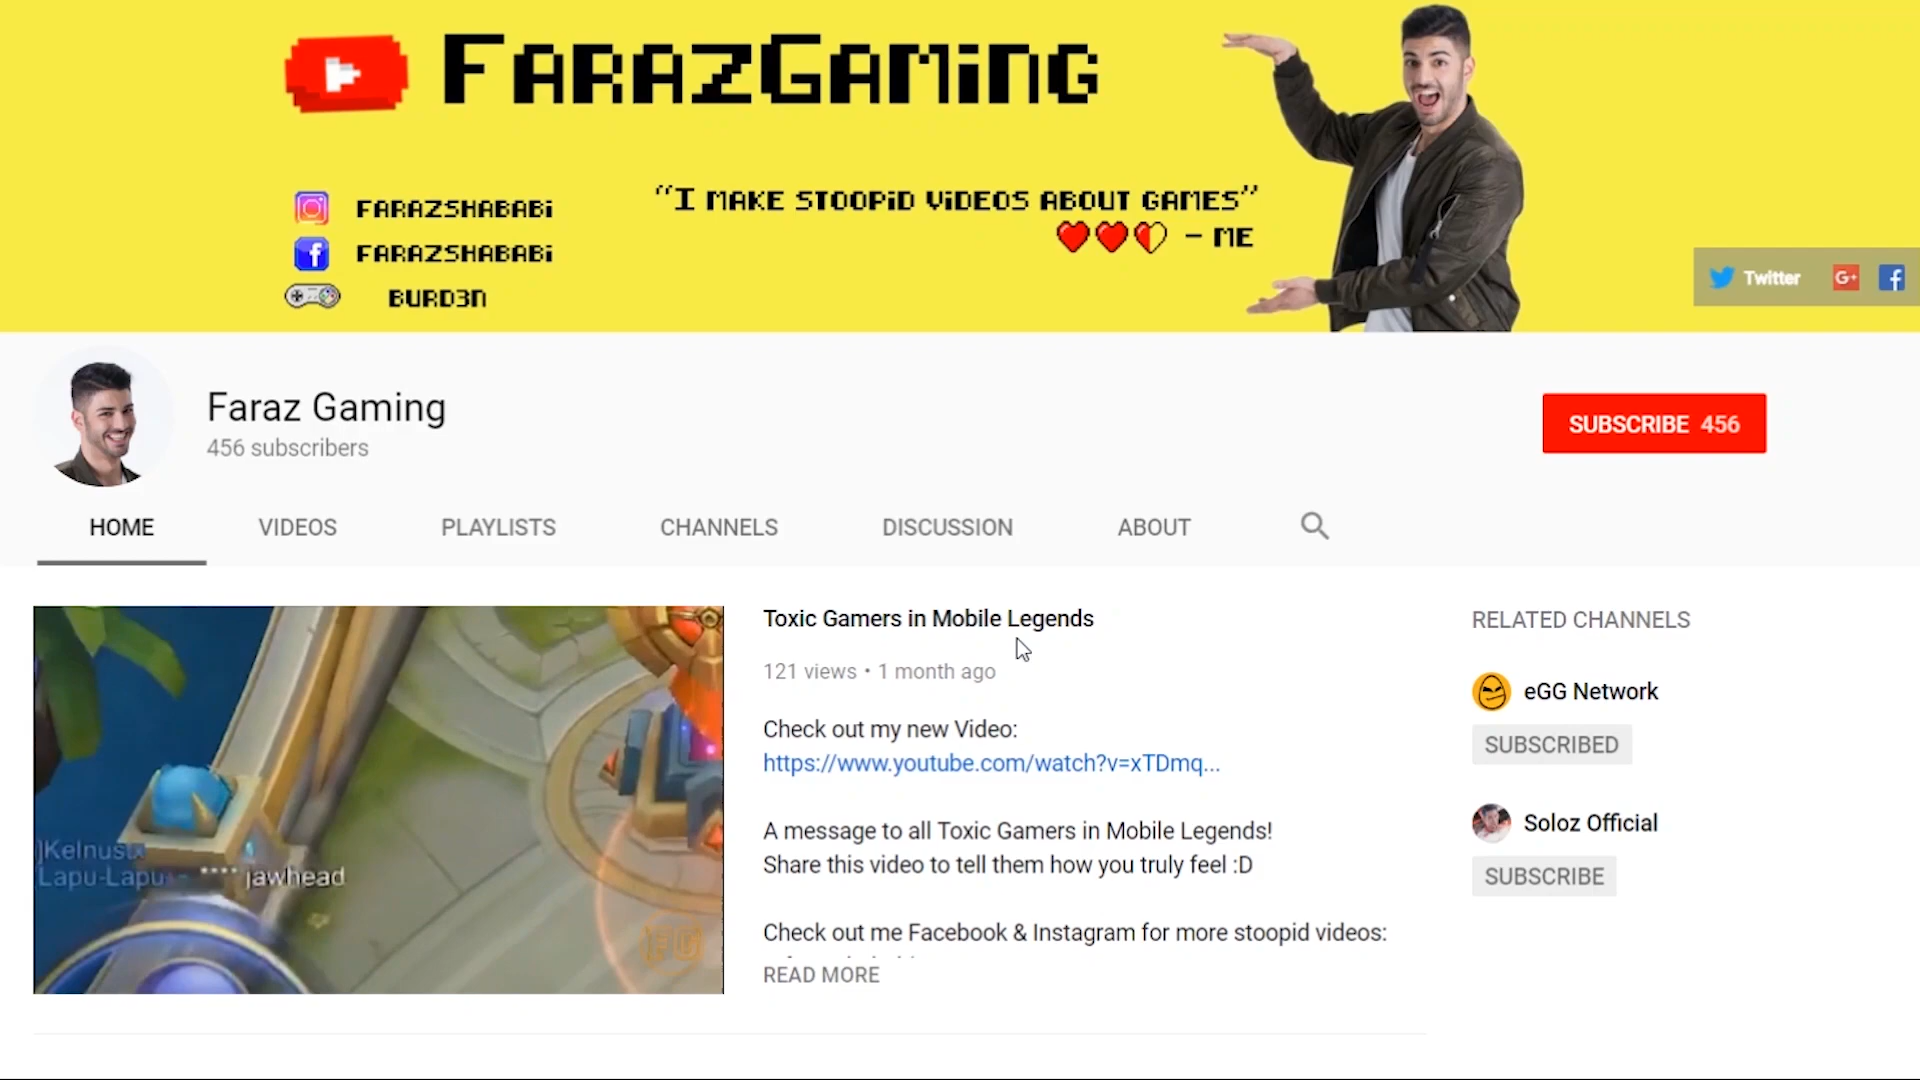 FARAZGAMING
FARAZSHABABI
FARAZSHABABI
BURD3N
“I MAKE STOOPID VIDEOS ABOUT GAMES”
- ME
Twitter
G+
Faraz Gaming
456 subscribers
SUBSCRIBE 456
HOME VIDEOS PLAYLISTS CHANNELS DISCUSSION ABOUT
]Kelnustx
Lapu-Lapu - **** jawhead
FG
Toxic Gamers in Mobile Legends
121 views • 1 month ago
Check out my new Video:
https://www.youtube.com/watch?v=xTDmq...
A message to all Toxic Gamers in Mobile Legends!
Share this video to tell them how you truly feel :D
Check out me Facebook & Instagram for more stoopid videos:
READ MORE
RELATED CHANNELS
eGG Network
SUBSCRIBED
Soloz Official
SUBSCRIBE